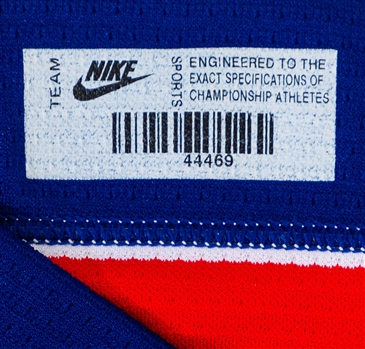 TEAM
NIKE
SPORTS
ENGINEERED TO THE
EXACT SPECIFICATIONS OF
CHAMPIONSHIP ATHLETES
44469